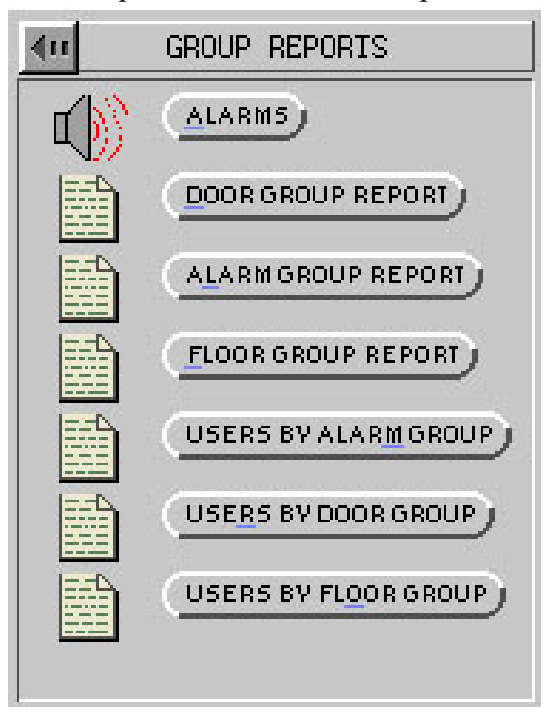 GROUP REPORTS
ALARMS
DOOR GROUP REPORT
ALARM GROUP REPORT
FLOOR GROUP REPORT
USERS BY ALARM GROUP
USERS BY DOOR GROUP
USERS BY FLOOR GROUP